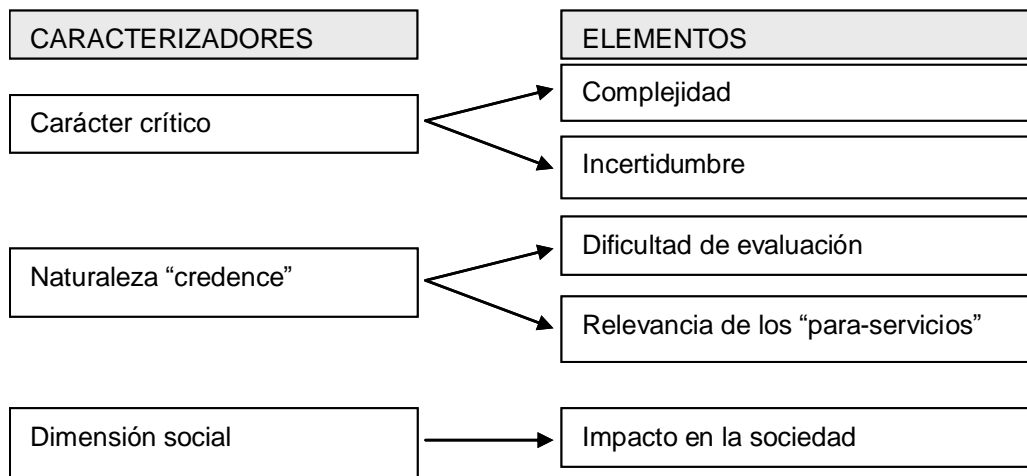 CARACTERIZADORES
ELEMENTOS
Carácter crítico
Complejidad
Incertidumbre
Naturaleza “credence”
Dificultad de evaluación
Relevancia de los “para-servicios”
Dimensión social
Impacto en la sociedad